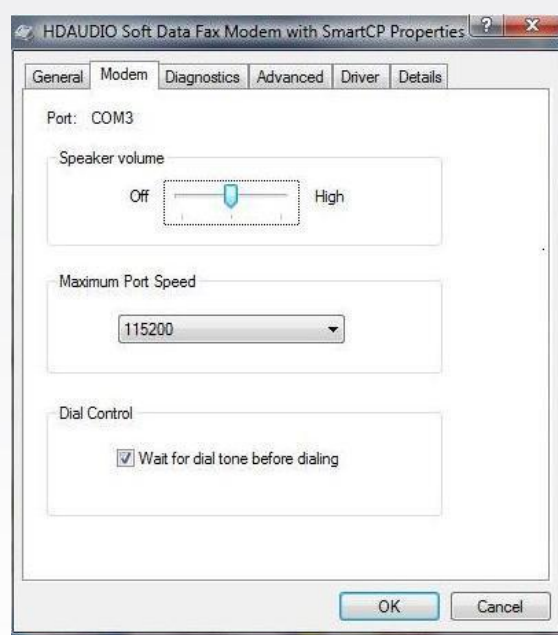 HDAUDIO Soft Data Fax Modem with SmartCP Properties ? X
General Modem Diagnostics Advanced Driver Details
Port: COM3
Speaker volume
Off High
Maximum Port Speed
115200
Dial Control
Wait for dial tone before dialing
OK Cancel